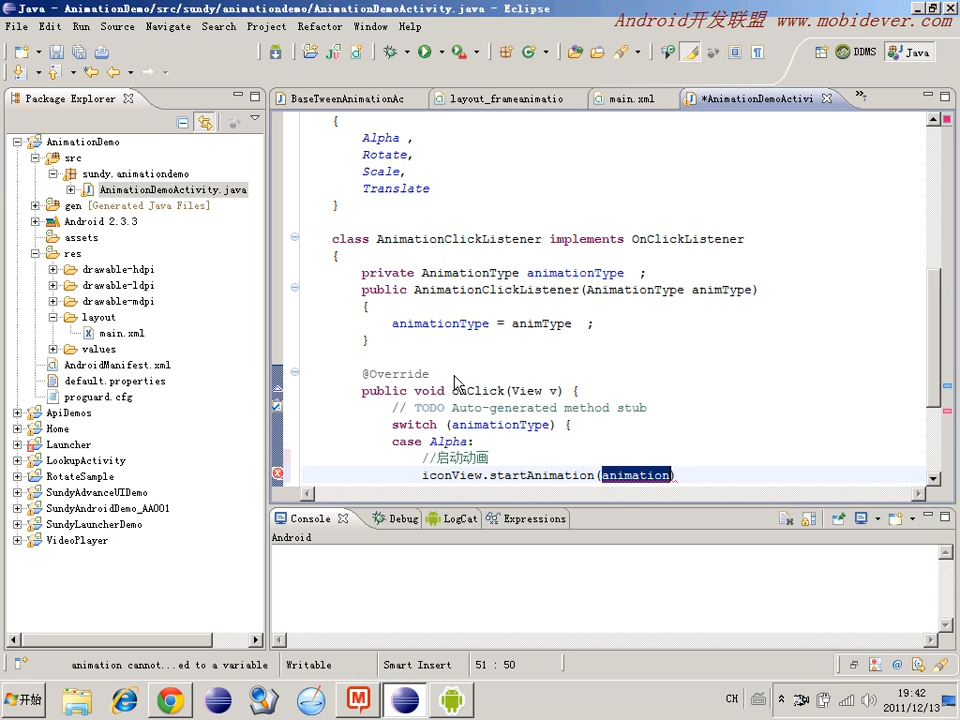 Java - AnimationDemo/src/sundy/animationdemo/AnimationDemoActivity.java - Eclipse
Android开发联盟 www.mobidever.com
File Edit Run Source Navigate Search Project Refactor Window Help
DDMS Java
Package Explorer
BaseTweenAnimationAc layout_frameanimatio main.xml *AnimationDemoActivi
AnimationDemo
src
sundy.animationdemo
AnimationDemoActivity.java
gen [Generated Java Files]
Android 2.3.3
assets
res
drawable-hdpi
drawable-ldpi
drawable-mdpi
layout
main.xml
values
AndroidManifest.xml
default.properties
proguard.cfg
ApiDemos
Home
Launcher
LookupActivity
RotateSample
SundyAdvanceUIDemo
SundyAndroidDemo_AA001
SundyLauncherDemo
VideoPlayer
{
Alpha ,
Rotate,
Scale,
Translate
}
class AnimationClickListener implements OnClickListener
{
private AnimationType animationType ;
public AnimationClickListener(AnimationType animType)
{
animationType = animType ;
}
@Override
public void onClick(View v) {
// TODO Auto-generated method stub
switch (animationType) {
case Alpha:
//启动动画
iconView.startAnimation(animation)
Console Debug LogCat Expressions
Android
animation cannot...ed to a variable Writable Smart Insert 51 : 50
开始
CH
19:42
2011/12/13